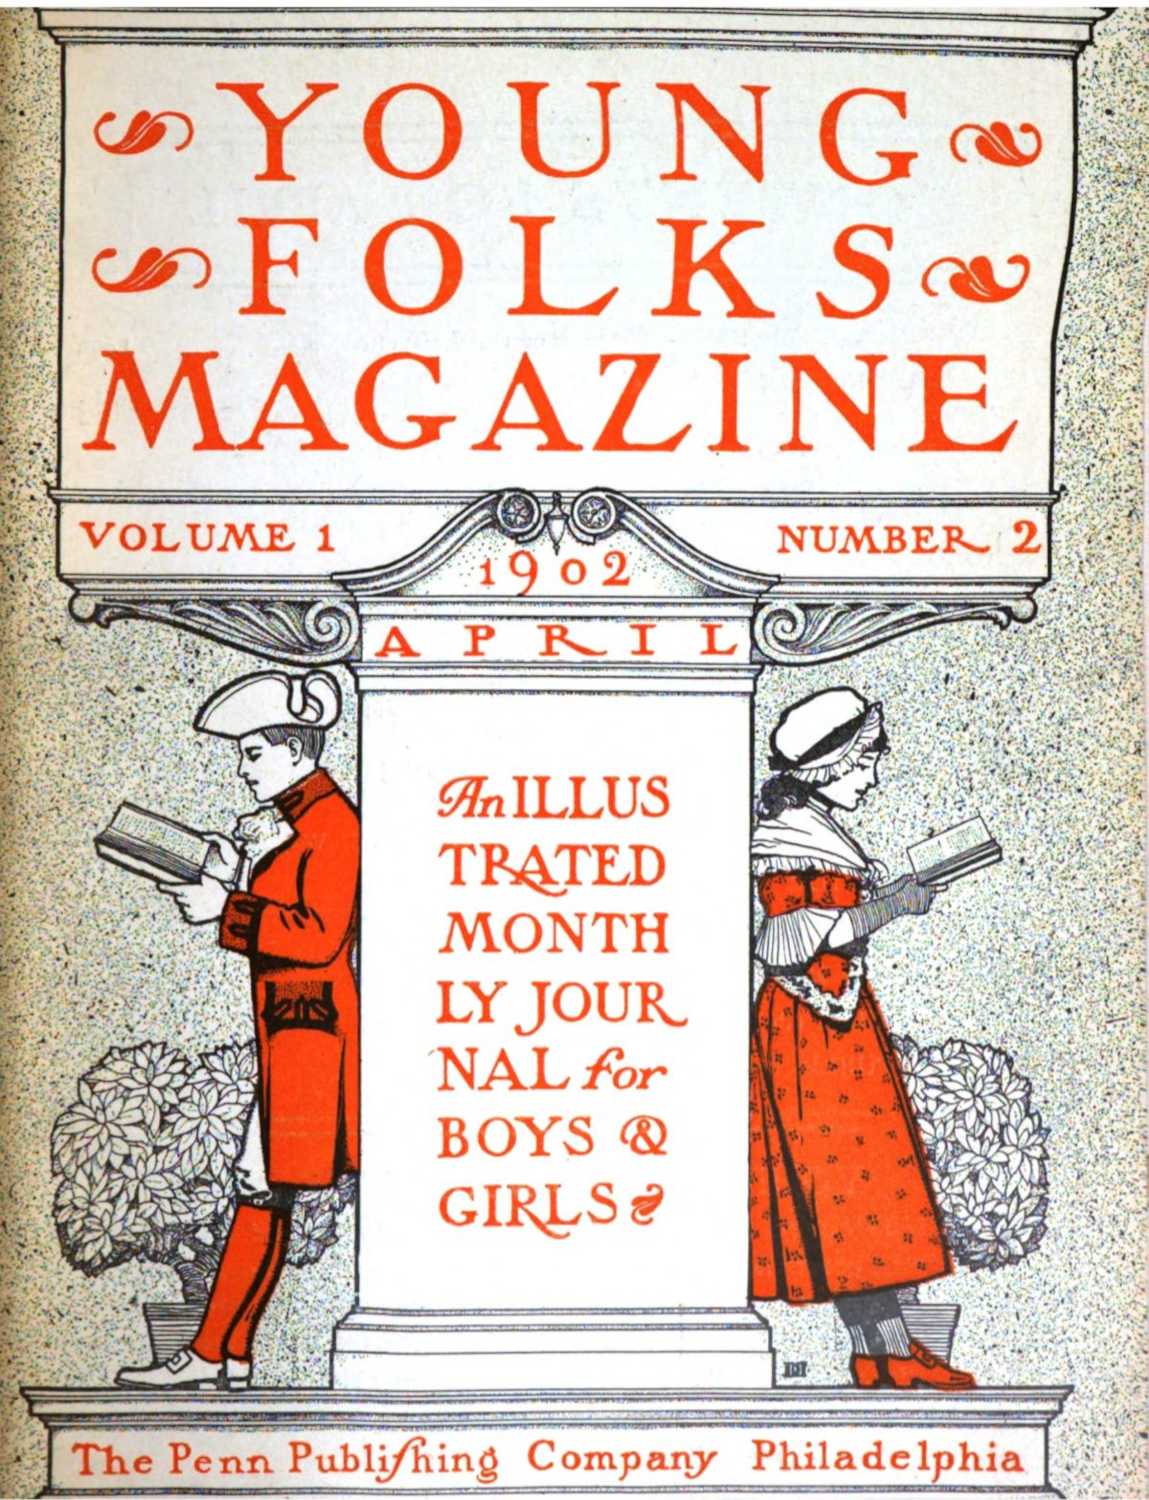 YOUNG
FOLKS
MAGAZINE
VOLUME 1
NUMBER 2
1902
APRIL
An ILLUS
TRATED
MONTH
LY JOUR
NAL for
BOYS &
GIRLS
The Penn Publiſhing Company Philadelphia